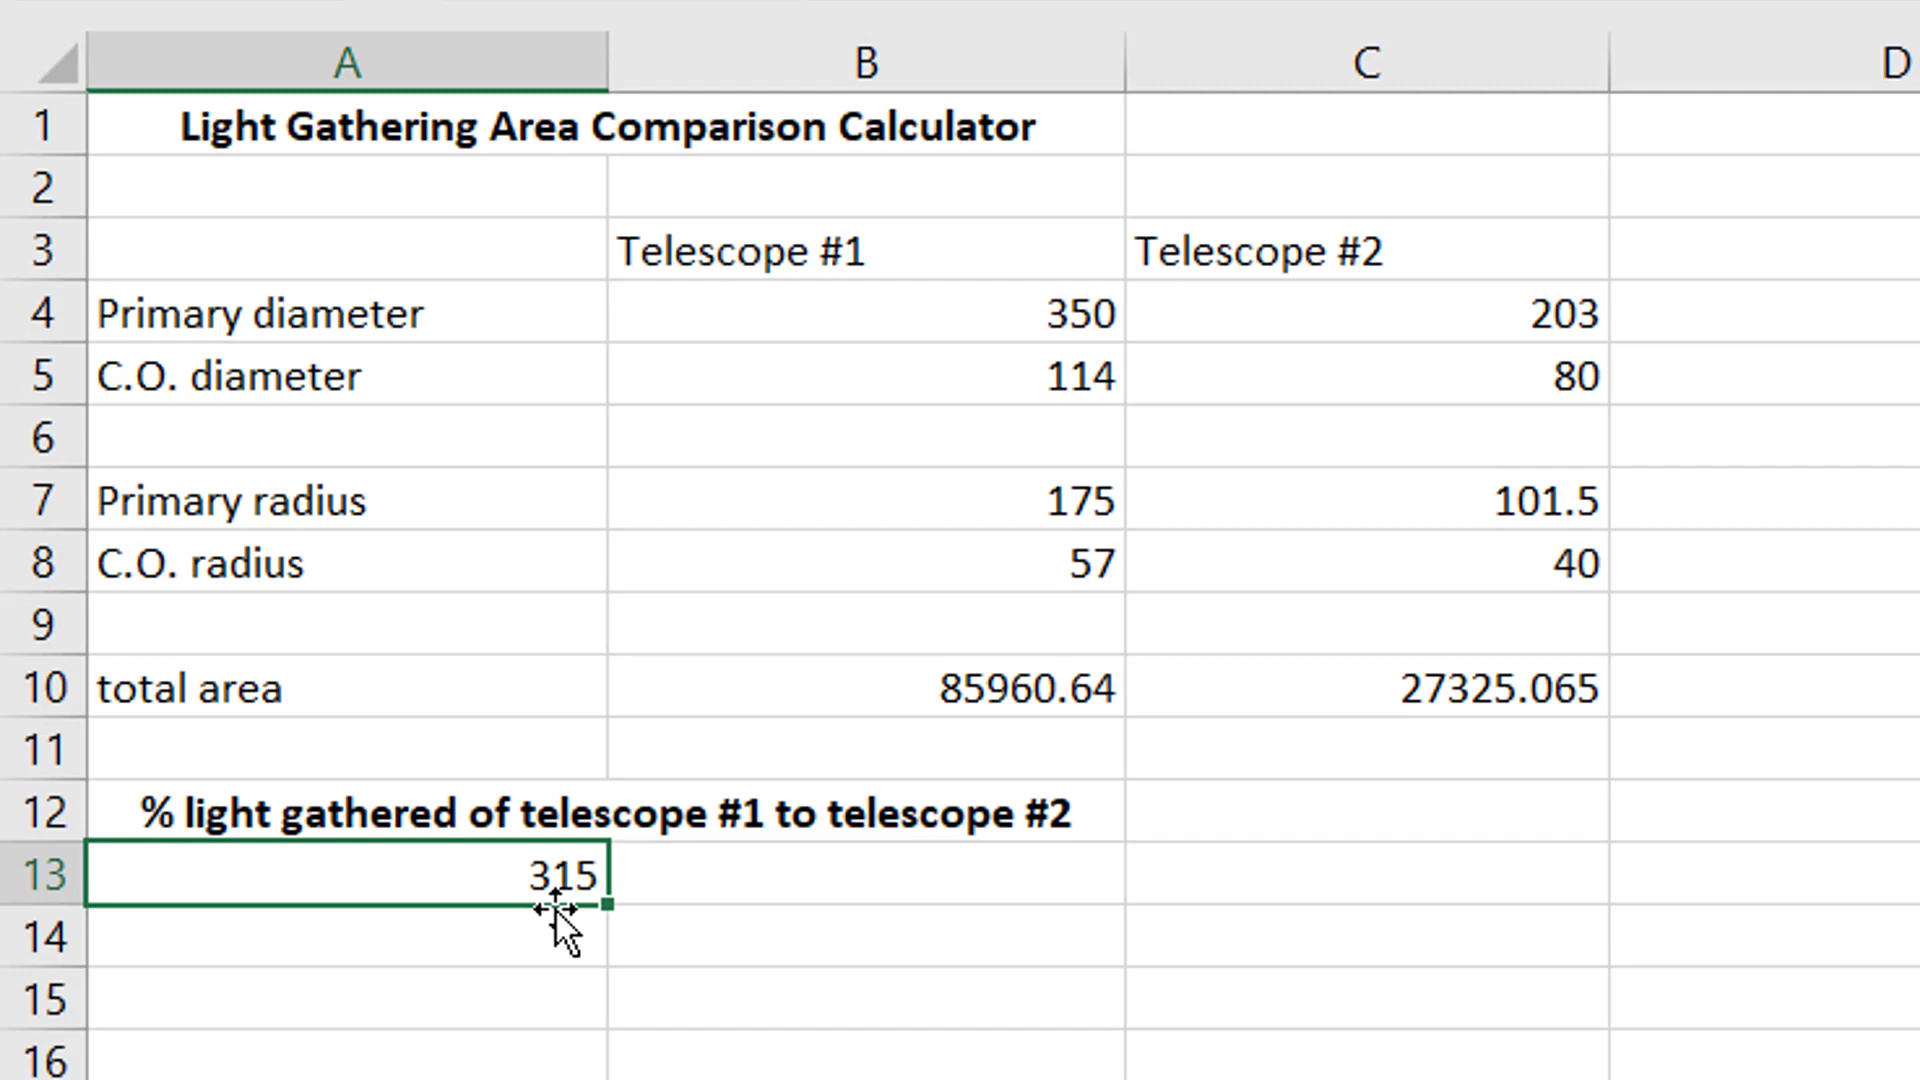 A B C D
1 Light Gathering Area Comparison Calculator
2
3 Telescope #1 Telescope #2
4 Primary diameter 350 203
5 C.O. diameter 114 80
6
7 Primary radius 175 101.5
8 C.O. radius 57 40
9
10 total area 85960.64 27325.065
11
12 % light gathered of telescope #1 to telescope #2
13 315
14
15
16